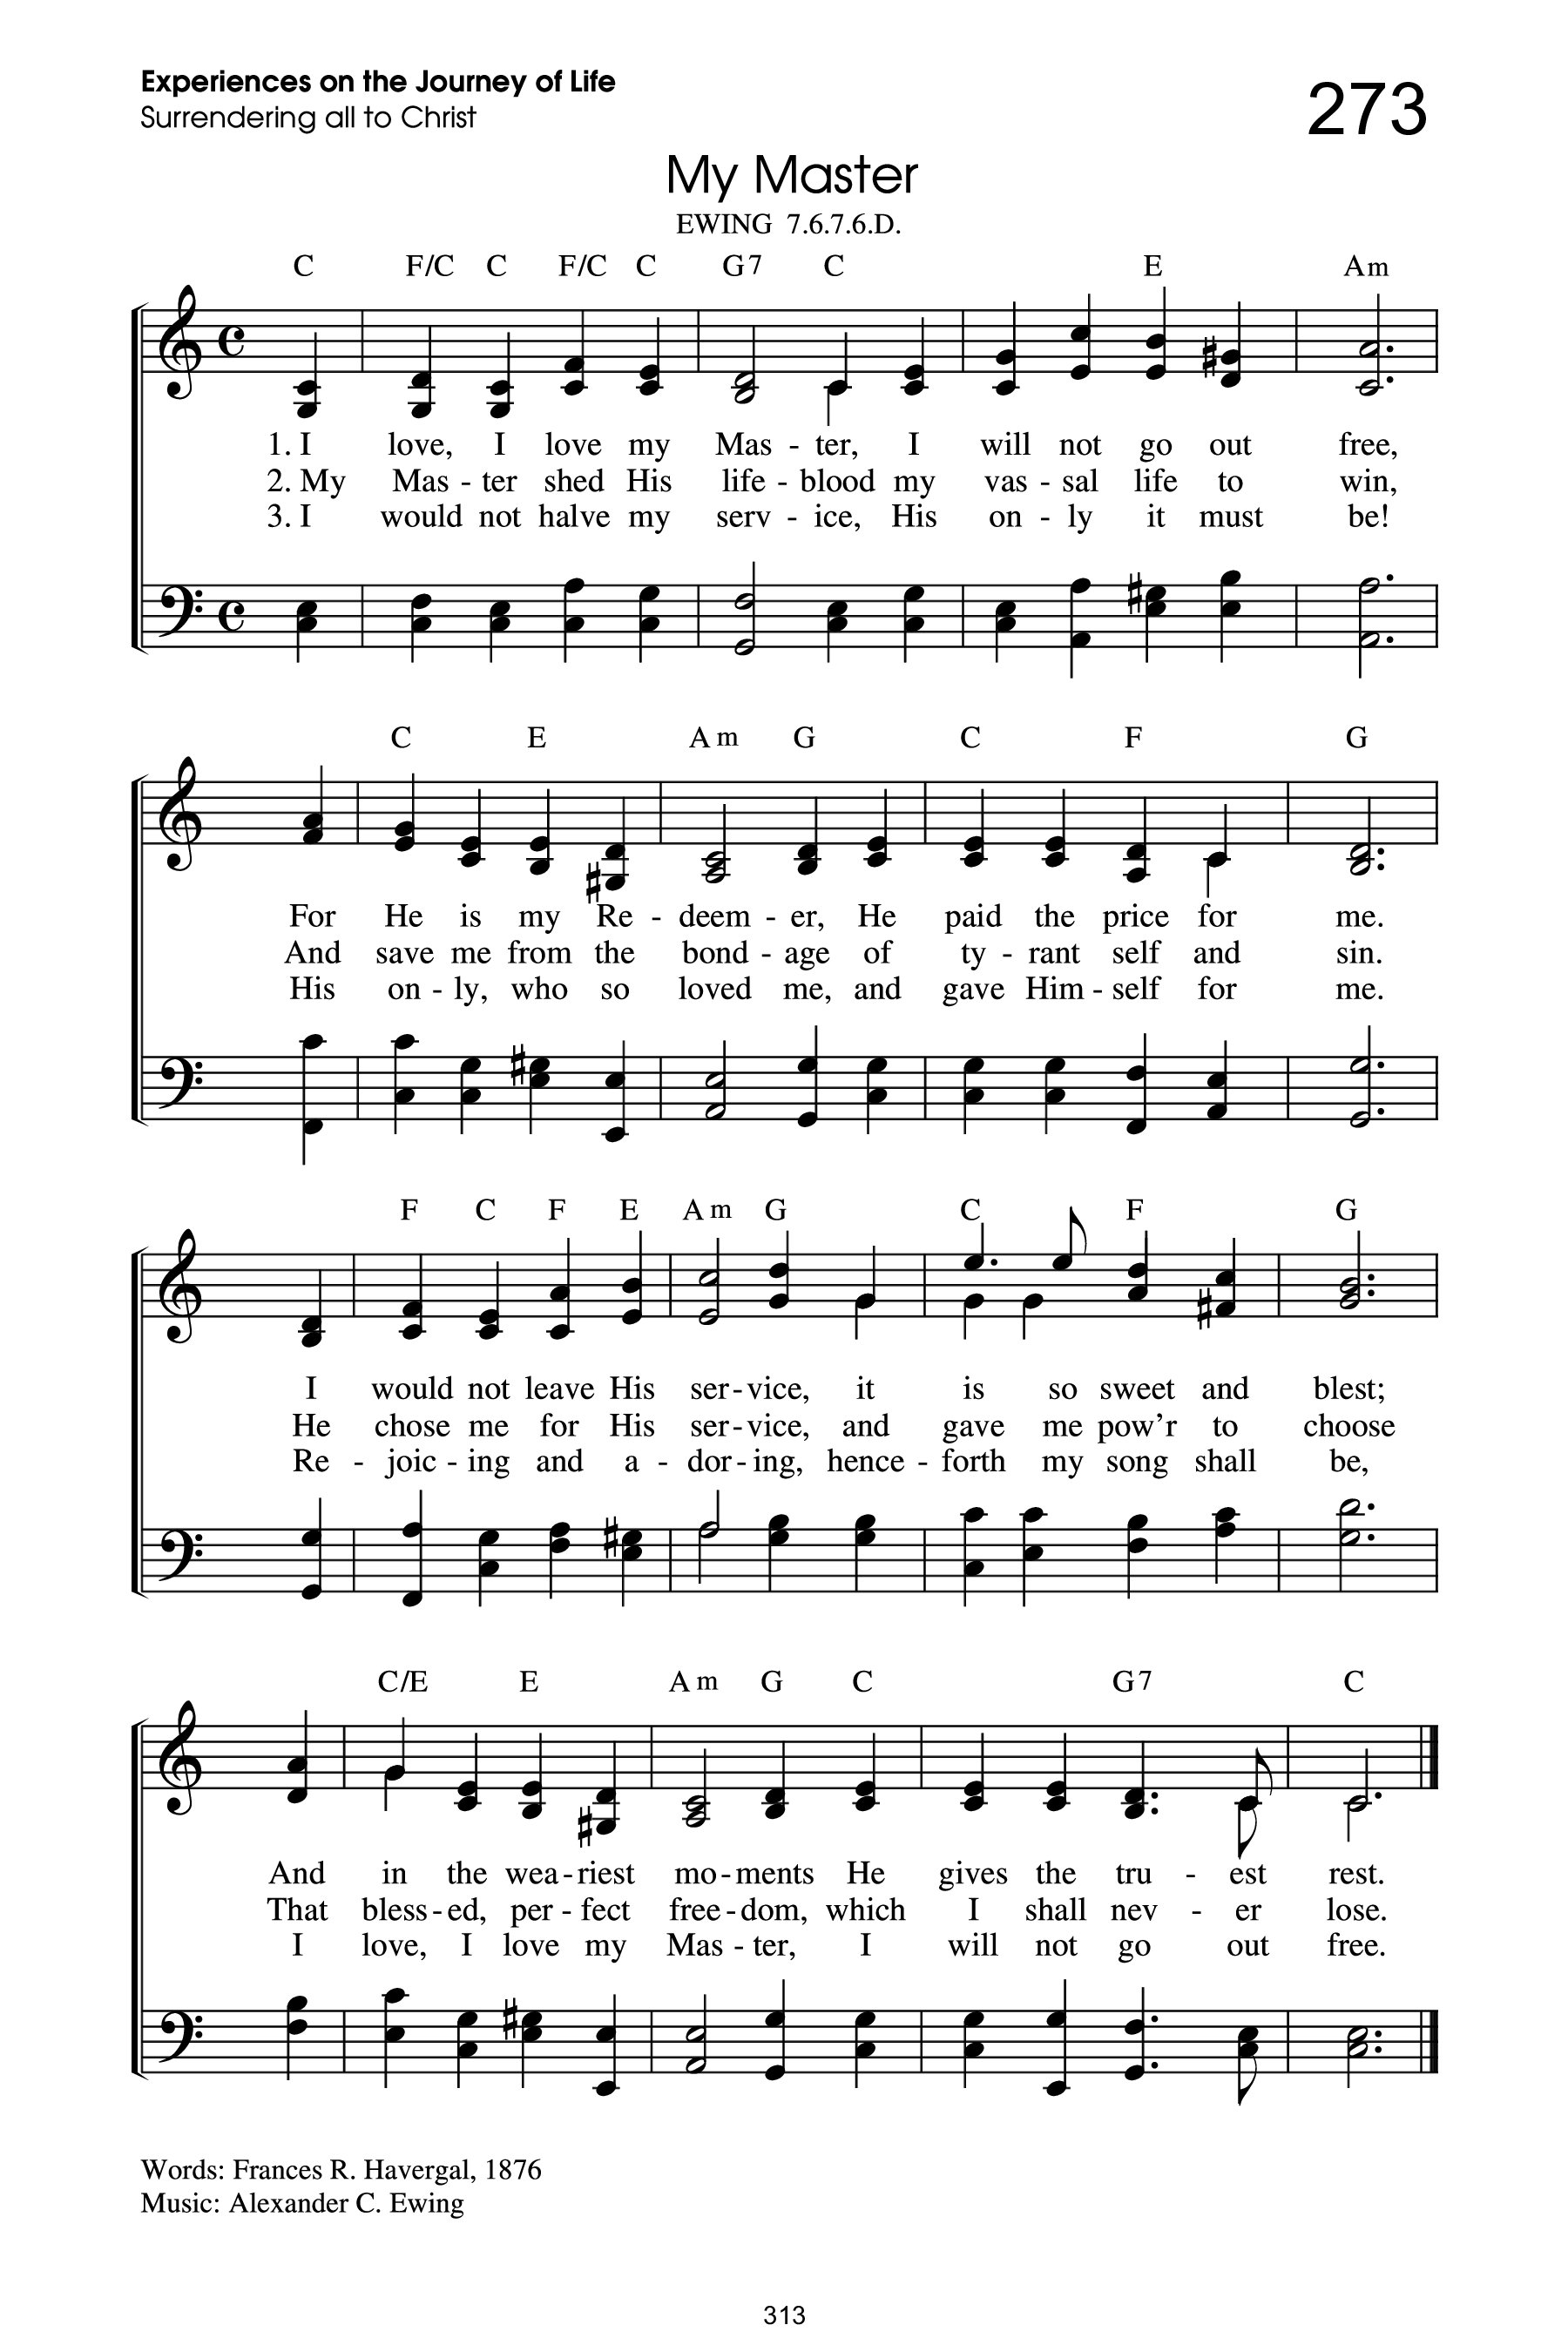 Experiences on the Journey of Life
Surrendering all to Christ
273
My Master
EWING 7.6.7.6.D.
C F/C C F/C C G7 C E Am
1. I love, I love my Mas - ter, I will not go out free,
2. My Mas - ter shed His life - blood my vas - sal life to win,
3. I would not halve my serv - ice, His on - ly it must be!
C E Am G C F G
For He is my Re - deem - er, He paid the price for me.
And save me from the bond - age of ty - rant self and sin.
His on - ly, who so loved me, and gave Him - self for me.
F C F E Am G C F G
I would not leave His ser - vice, it is so sweet and blest;
He chose me for His ser - vice, and gave me pow'r to choose
Re - joic - ing and a - dor - ing, hence - forth my song shall be,
C/E E Am G C G7 C
And in the wea - riest mo - ments He gives the tru - est rest.
That bless - ed, per - fect free - dom, which I shall nev - er lose.
I love, I love my Mas - ter, I will not go out free.
Words: Frances R. Havergal, 1876
Music: Alexander C. Ewing
313